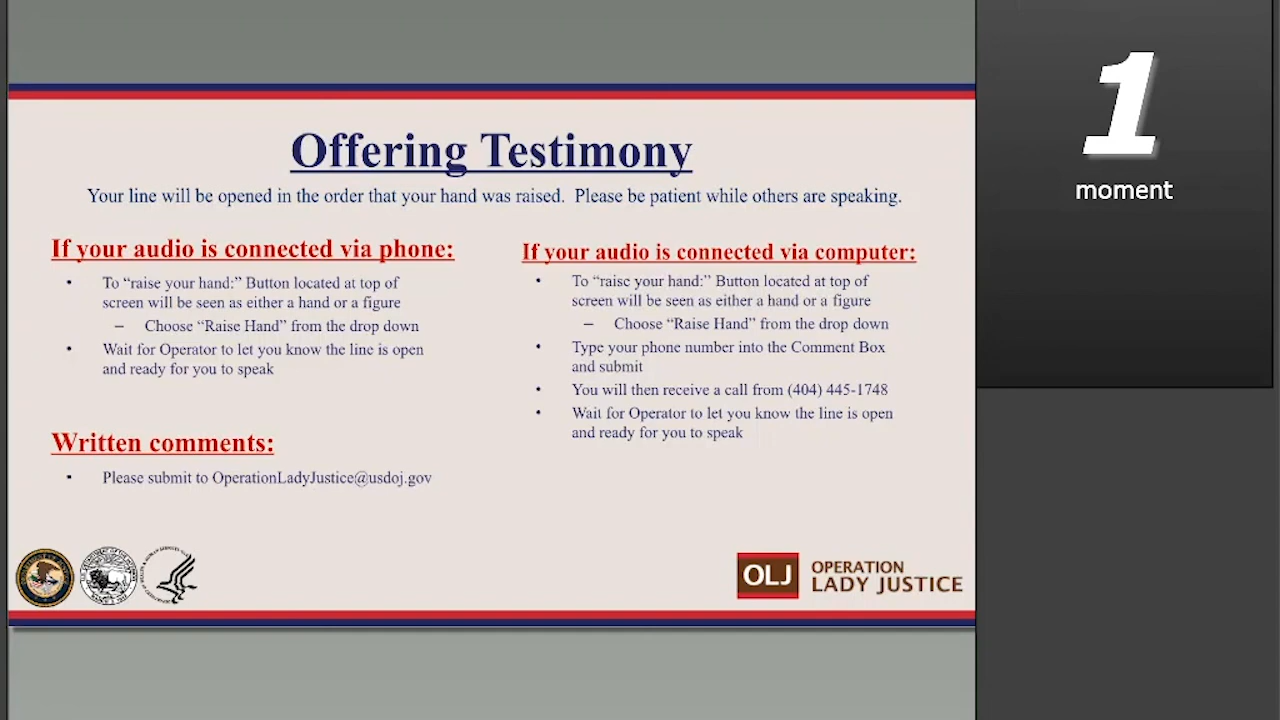 Offering Testimony
Your line will be opened in the order that your hand was raised.  Please be patient while others are speaking.
If your audio is connected via phone:
• To “raise your hand:” Button located at top of
screen will be seen as either a hand or a figure
– Choose “Raise Hand” from the drop down
• Wait for Operator to let you know the line is open
and ready for you to speak
Written comments:
▪ Please submit to OperationLadyJustice@usdoj.gov
If your audio is connected via computer:
• To “raise your hand:” Button located at top of
screen will be seen as either a hand or a figure
– Choose “Raise Hand” from the drop down
• Type your phone number into the Comment Box
and submit
• You will then receive a call from (404) 445-1748
• Wait for Operator to let you know the line is open
and ready for you to speak
OLJ
OPERATION
LADY JUSTICE
1
moment